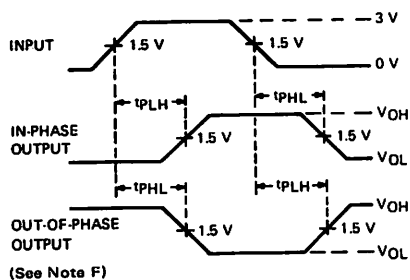 3 V
INPUT
1.5 V
1.5 V
0 V
tPLH
tPHL
VOH
IN-PHASE
OUTPUT
1.5 V
1.5 V
VOL
tPHL
tPLH
VOH
OUT-OF-PHASE
OUTPUT
1.5 V
1.5 V
VOL
(See Note F)